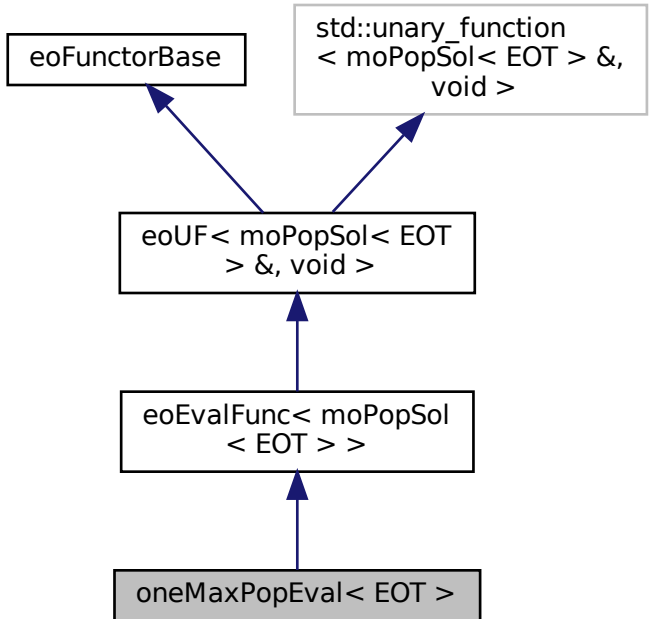 eoFunctorBase
std::unary_function
< moPopSol< EOT > &,
void >
eoUF< moPopSol< EOT
> &, void >
eoEvalFunc< moPopSol
< EOT > >
oneMaxPopEval< EOT >